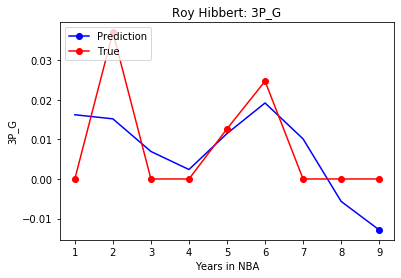 Roy Hibbert: 3P_G
Prediction
True
0.03
0.02
0.01
0.00
−0.01
3P_G
1 2 3 4 5 6 7 8 9
Years in NBA